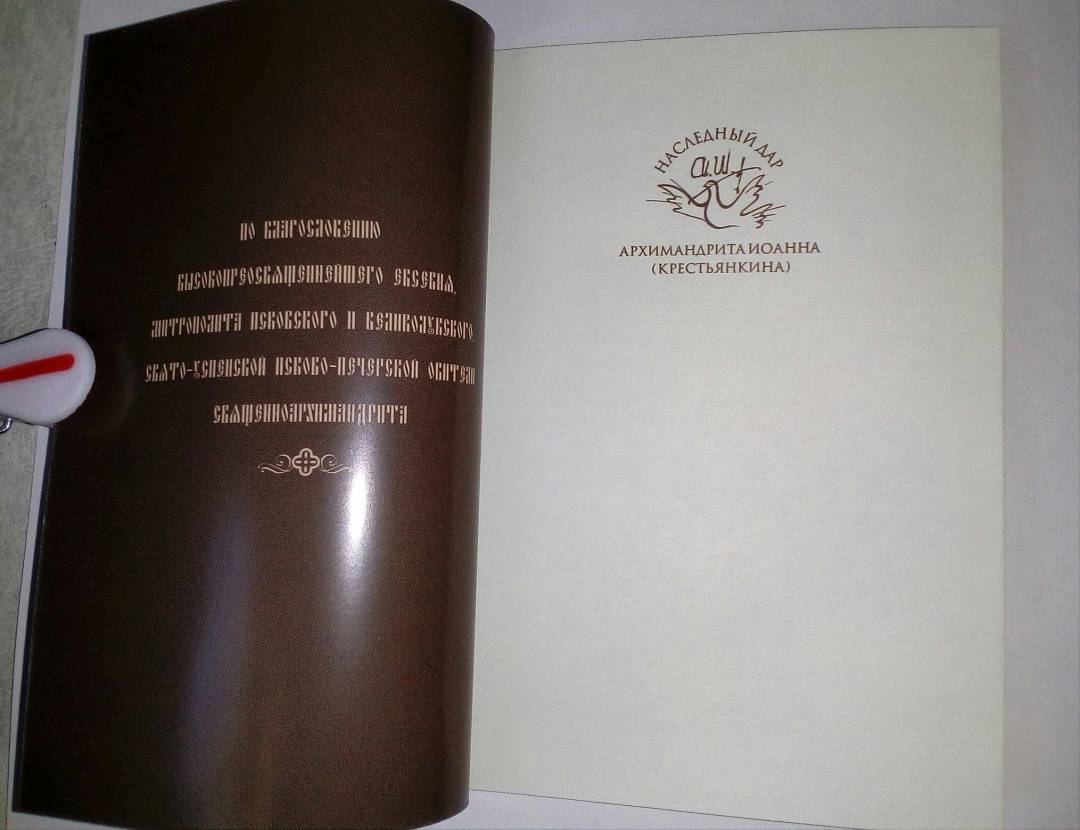 ПО БЛАГОСЛОВЕНИЮ
ВЫСОКОПРЕОСВЯЩЕННЕЙШЕГО ЕВСЕВИЯ,
МИТРОПОЛИТА ПСКОВСКОГО И ВЕЛИКОЛУКСКОГО,
СВЯТО-УСПЕНСКОЙ ПСКОВО-ПЕЧЕРСКОЙ ОБИТЕЛИ
СВЯЩЕННОАРХИМАНДРИТА
НАСЛЕДНЫЙ ДАР
АРХИМАНДРИТА ИОАННА
(КРЕСТЬЯНКИНА)